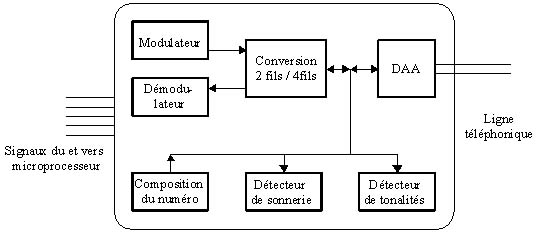 Modulateur
Conversion
2 fils / 4fils
DAA
Démodu-
lateur
Ligne
téléphonique
Signaux du et vers
microprocesseur
Composition
du numéro
Détecteur
de sonnerie
Détecteur
de tonalités